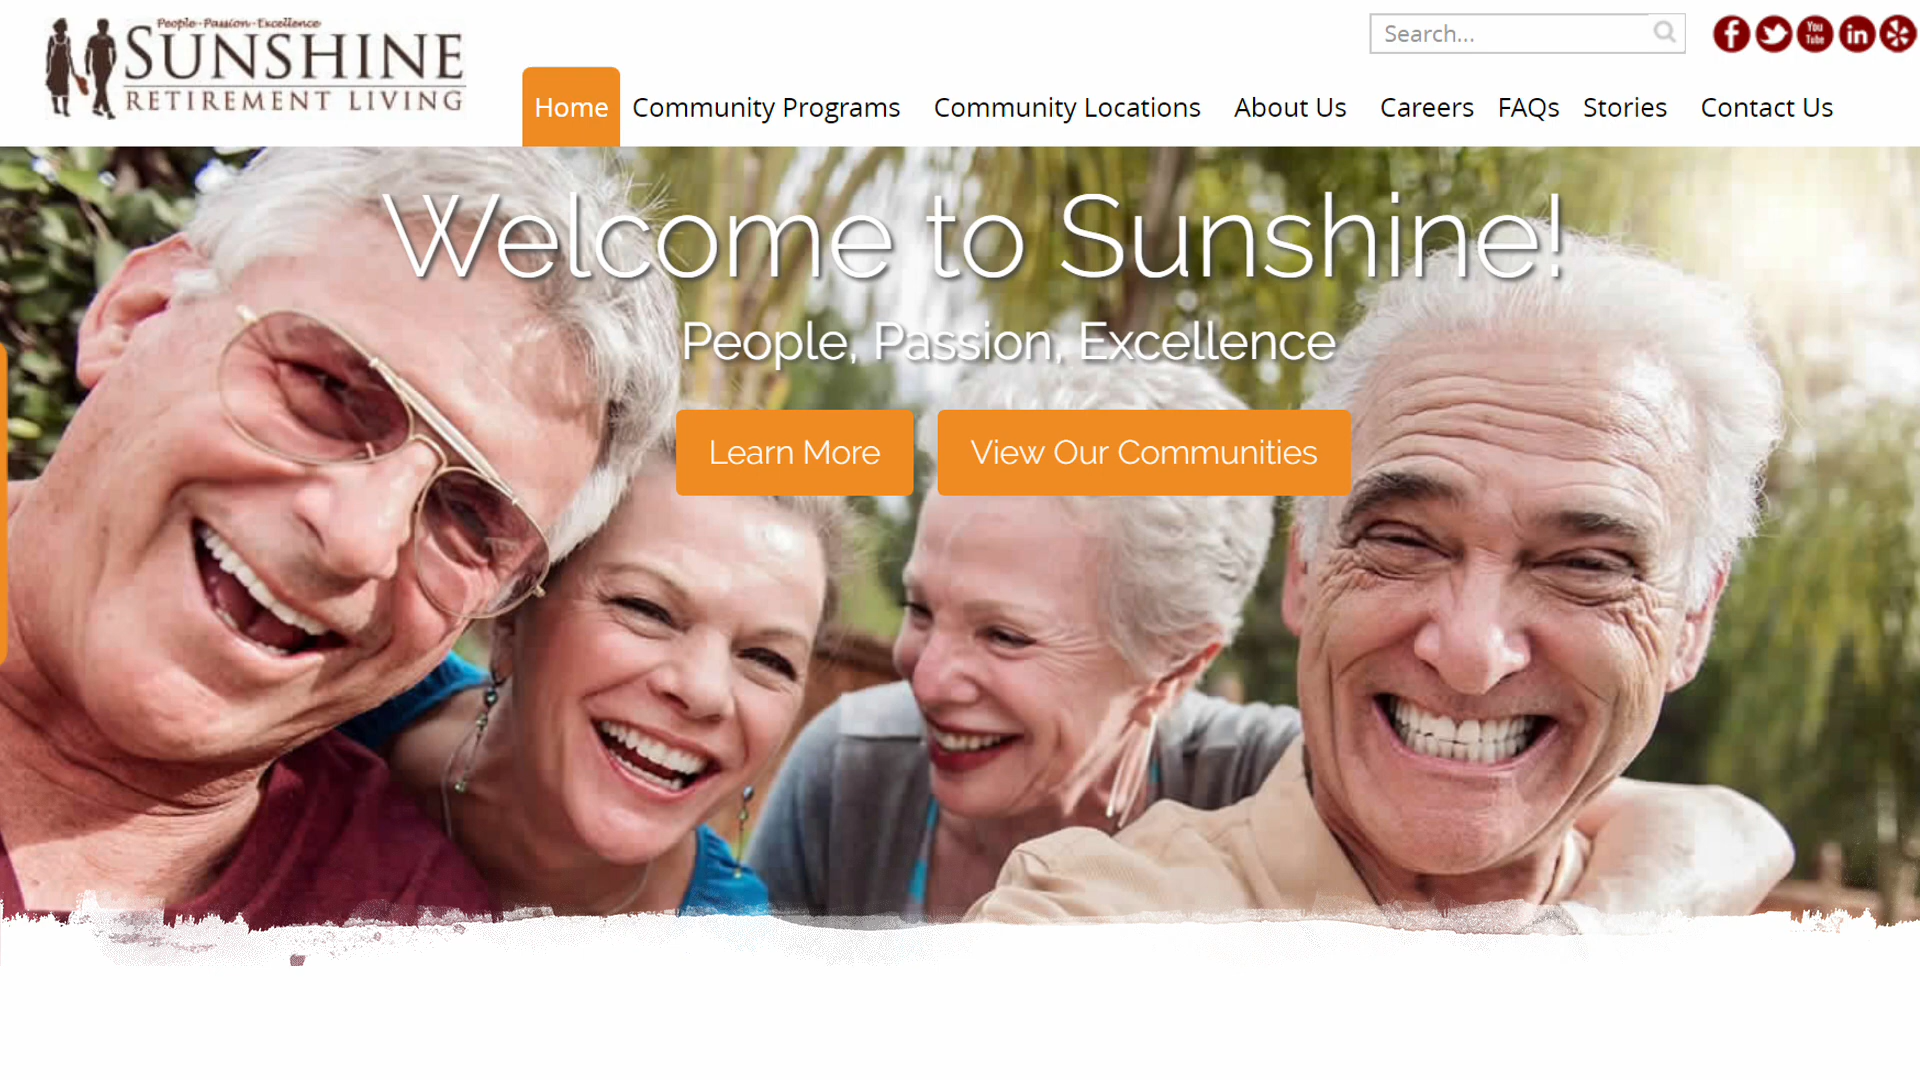 People - Passion - Excellence
SUNSHINE
RETIREMENT LIVING
Search...
You
Tube
in
Home Community Programs Community Locations About Us Careers FAQs Stories Contact Us
Welcome to Sunshine!
People, Passion, Excellence
Learn More View Our Communities